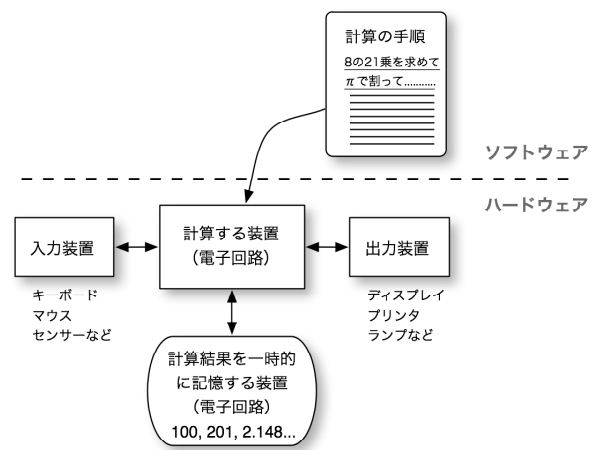 計算の手順
8の21乗を求めて
πで割って...........
ソフトウェア
ハードウェア
入力装置
計算する装置
（電子回路）
出力装置
キーボード
マウス
センサーなど
ディスプレイ
プリンタ
ランプなど
計算結果を一時的
に記憶する装置
（電子回路）
100, 201, 2.148...